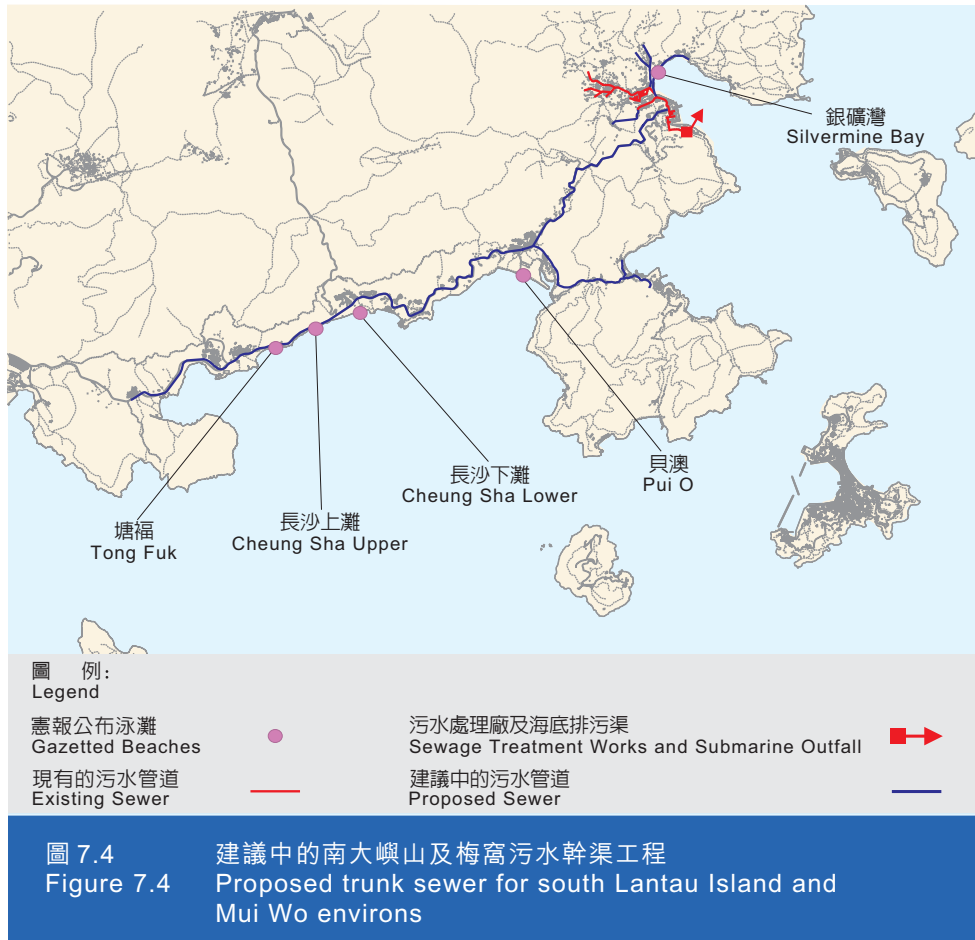 銀礦灣
Silvermine Bay
貝澳
Pui O
長沙下灘
Cheung Sha Lower
長沙上灘
Cheung Sha Upper
塘福
Tong Fuk
圖 例:
Legend
憲報公布泳灘
Gazetted Beaches
污水處理廠及海底排污渠
Sewage Treatment Works and Submarine Outfall
現有的污水管道
Existing Sewer
建議中的污水管道
Proposed Sewer
圖 7.4 建議中的南大嶼山及梅窩污水幹渠工程
Figure 7.4 Proposed trunk sewer for south Lantau Island and
Mui Wo environs